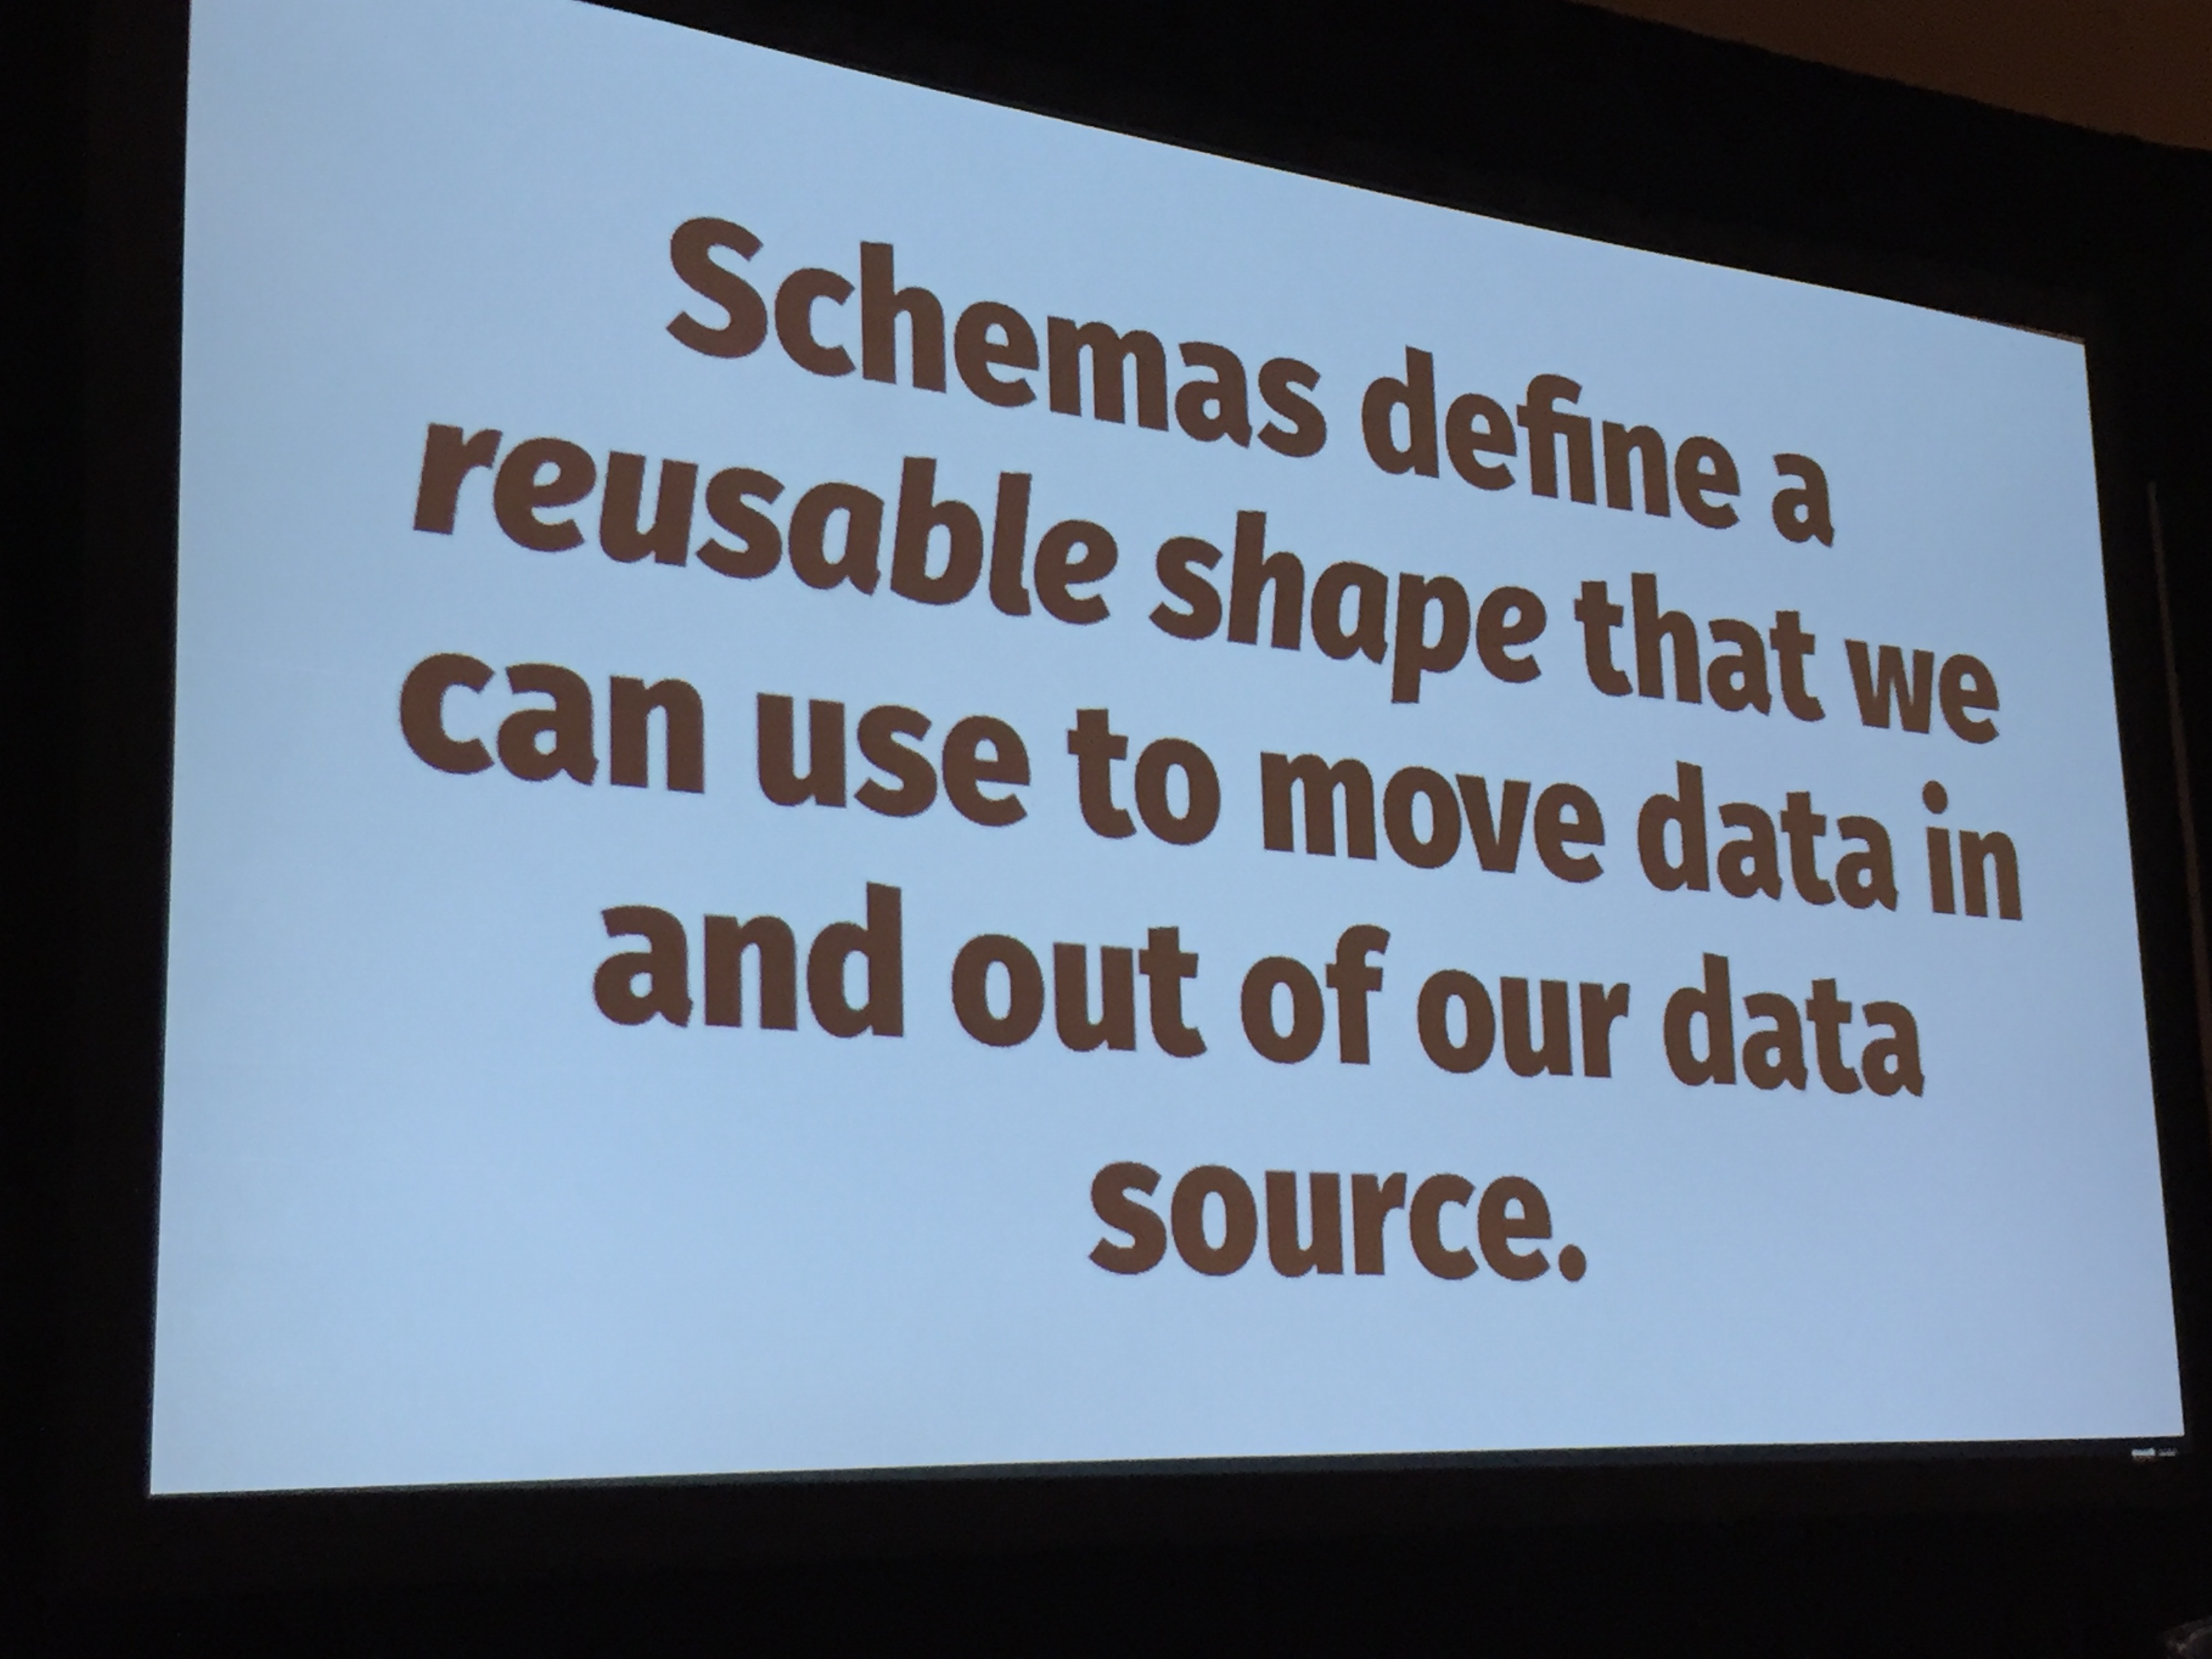 Schemas define a
reusable shape that we
can use to move data in
and out of our data
source.